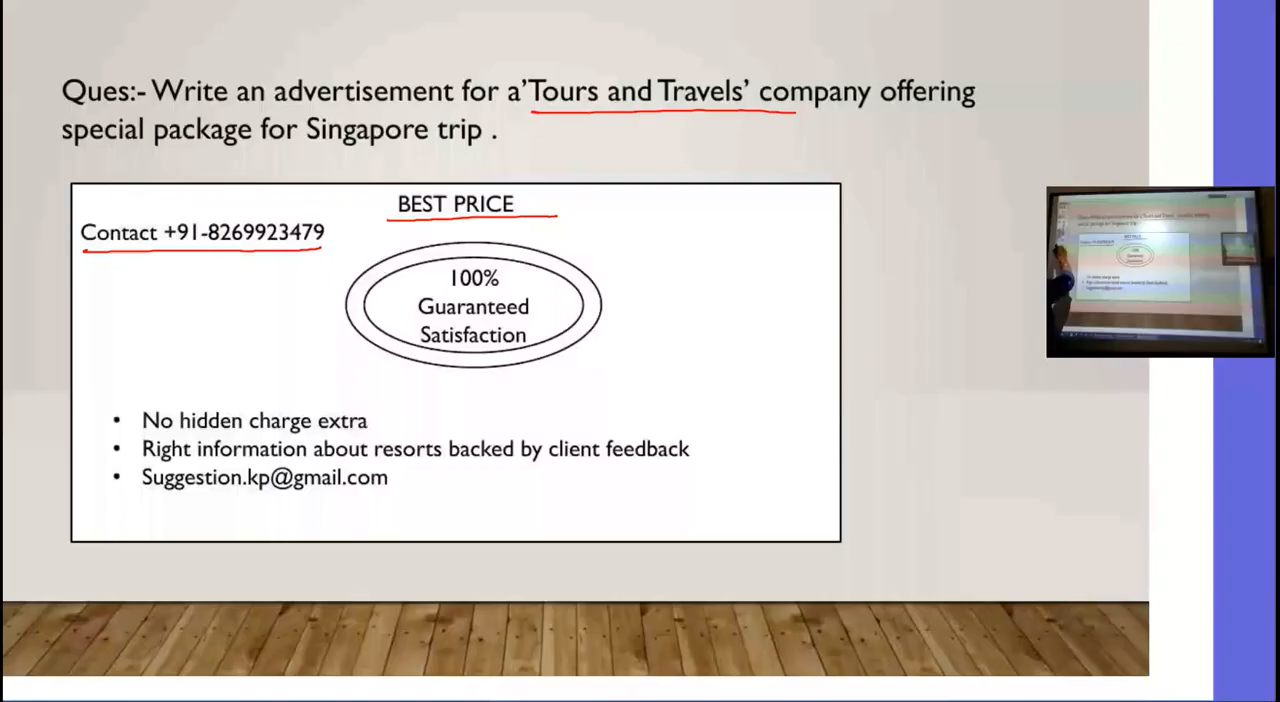 Ques:- Write an advertisement for a’Tours and Travels’ company offering
special package for Singapore trip .
BEST PRICE
Contact +91-8269923479
100%
Guaranteed
Satisfaction
• No hidden charge extra
• Right information about resorts backed by client feedback
• Suggestion.kp@gmail.com